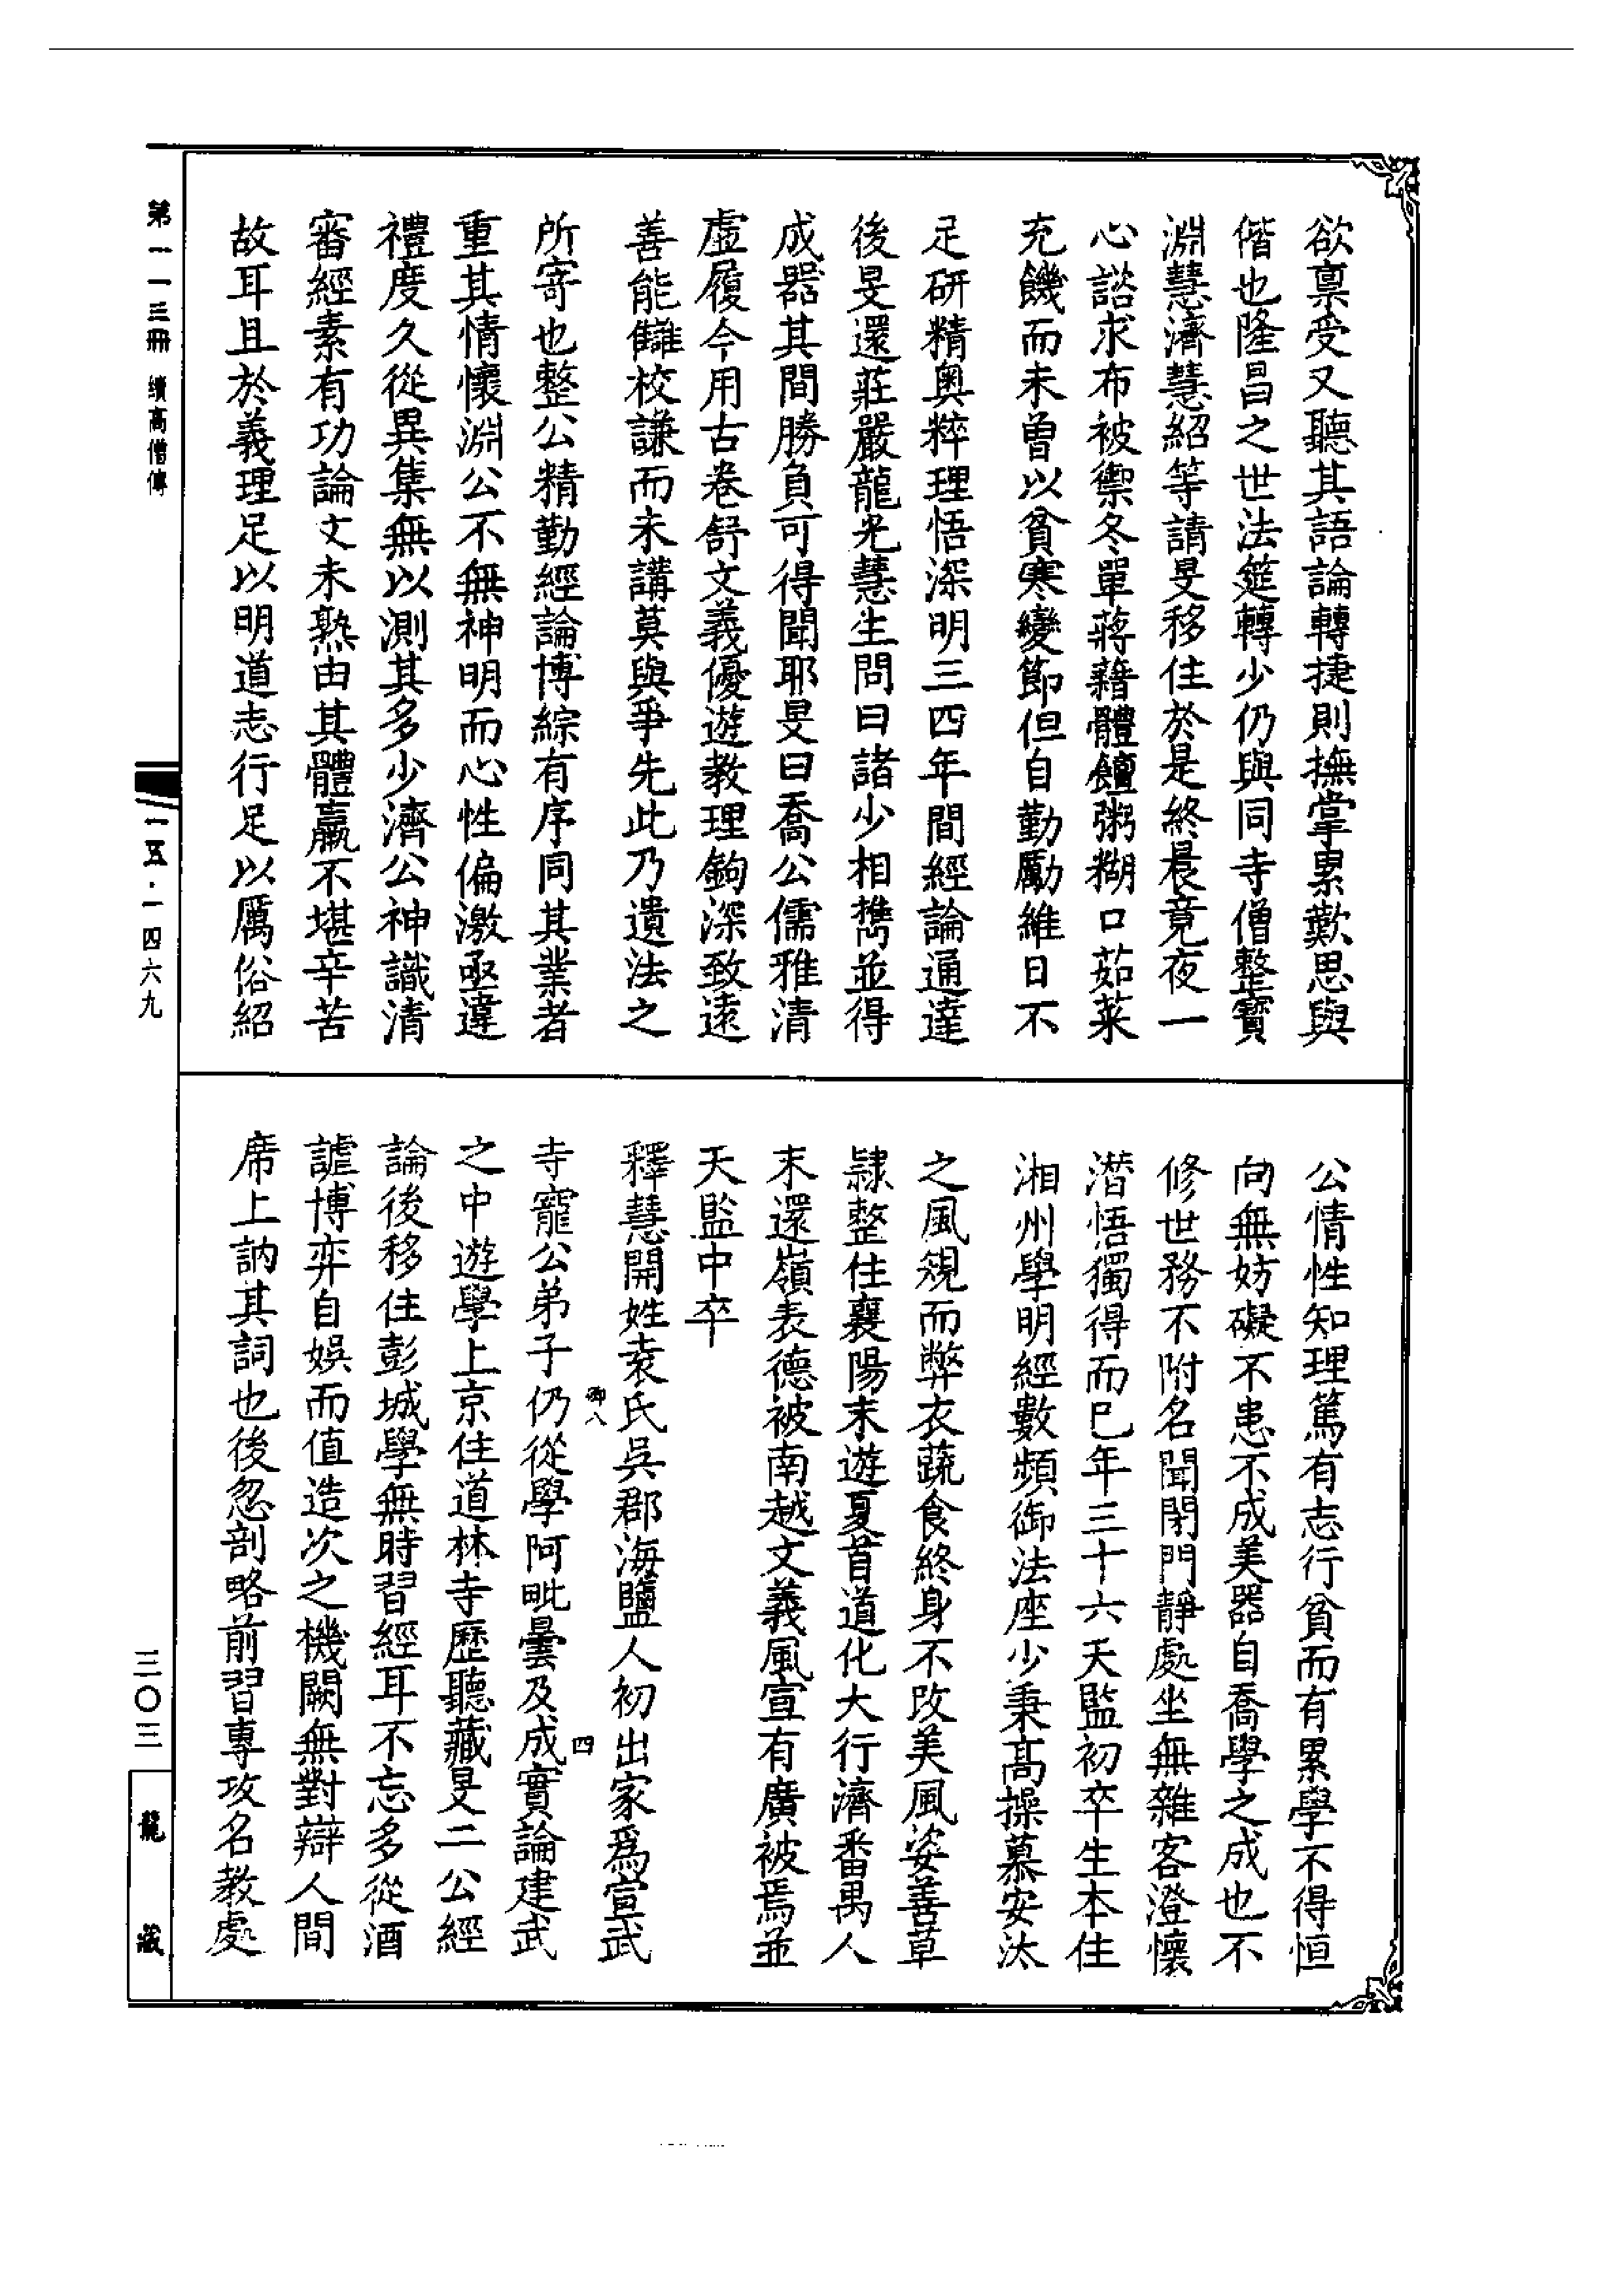 欲稟受又聽其語論轉捷則撫掌累歎思與
偕也隆昌之世法筵轉少仍與同寺僧整寶
淵慧濟慧紹等請旻移住於是終晨竟夜一
心諮求布被禦冬單蔣藉體饘粥糊口茹菜
充饑而未曾以貧寒變節但自勤勵維日不
足研精奧粹理悟深明三四年間經論通達
後旻還莊嚴龍光慧生問曰諸少相攜並得
成器其間勝負可得聞耶旻曰喬公儒雅清
虛履今用古卷舒文義優遊教理鉤深致遠
善能讎校謙而未講莫與爭先此乃遺法之
所寄也整公精勤經論博綜有序同其業者
重其情懷淵公不無神明而心性偏激亟違
禮度久從異集無以測其多少濟公神識清
審經素有功論文未熟由其體羸不堪辛苦
故耳且於義理足以明道志行足以厲俗紹
公情性知理篤有志行貧而有累學不得恒
向無妨礙不患不成美器自喬學之成也不
修世務不附名聞閉門靜處坐無雜客澄懷
潛悟獨得而已年三十六天監初卒生本住
湘州學明經數頻御法座少秉高操慕安汰
之風規而弊衣蔬食終身不改美風姿善草
隸整住襄陽末遊夏首道化大行濟番禺人
末還嶺表德被南越文義風宣有廣被焉並
天監中卒
釋慧開姓袁氏吳郡海鹽人初出家爲宣武
寺寵公弟子仍從學阿毗曇及成實論建武
之中遊學上京住道林寺歷聽藏旻二公經
論後移住彭城學無時習經耳不忘多從酒
謔博弈自娛而值造次之機闕無對辯人間
席上訥其詞也後忽剖略前習專攻名教處
第一一三冊 續高僧傳
一一五·一四六九
三〇三
龍藏